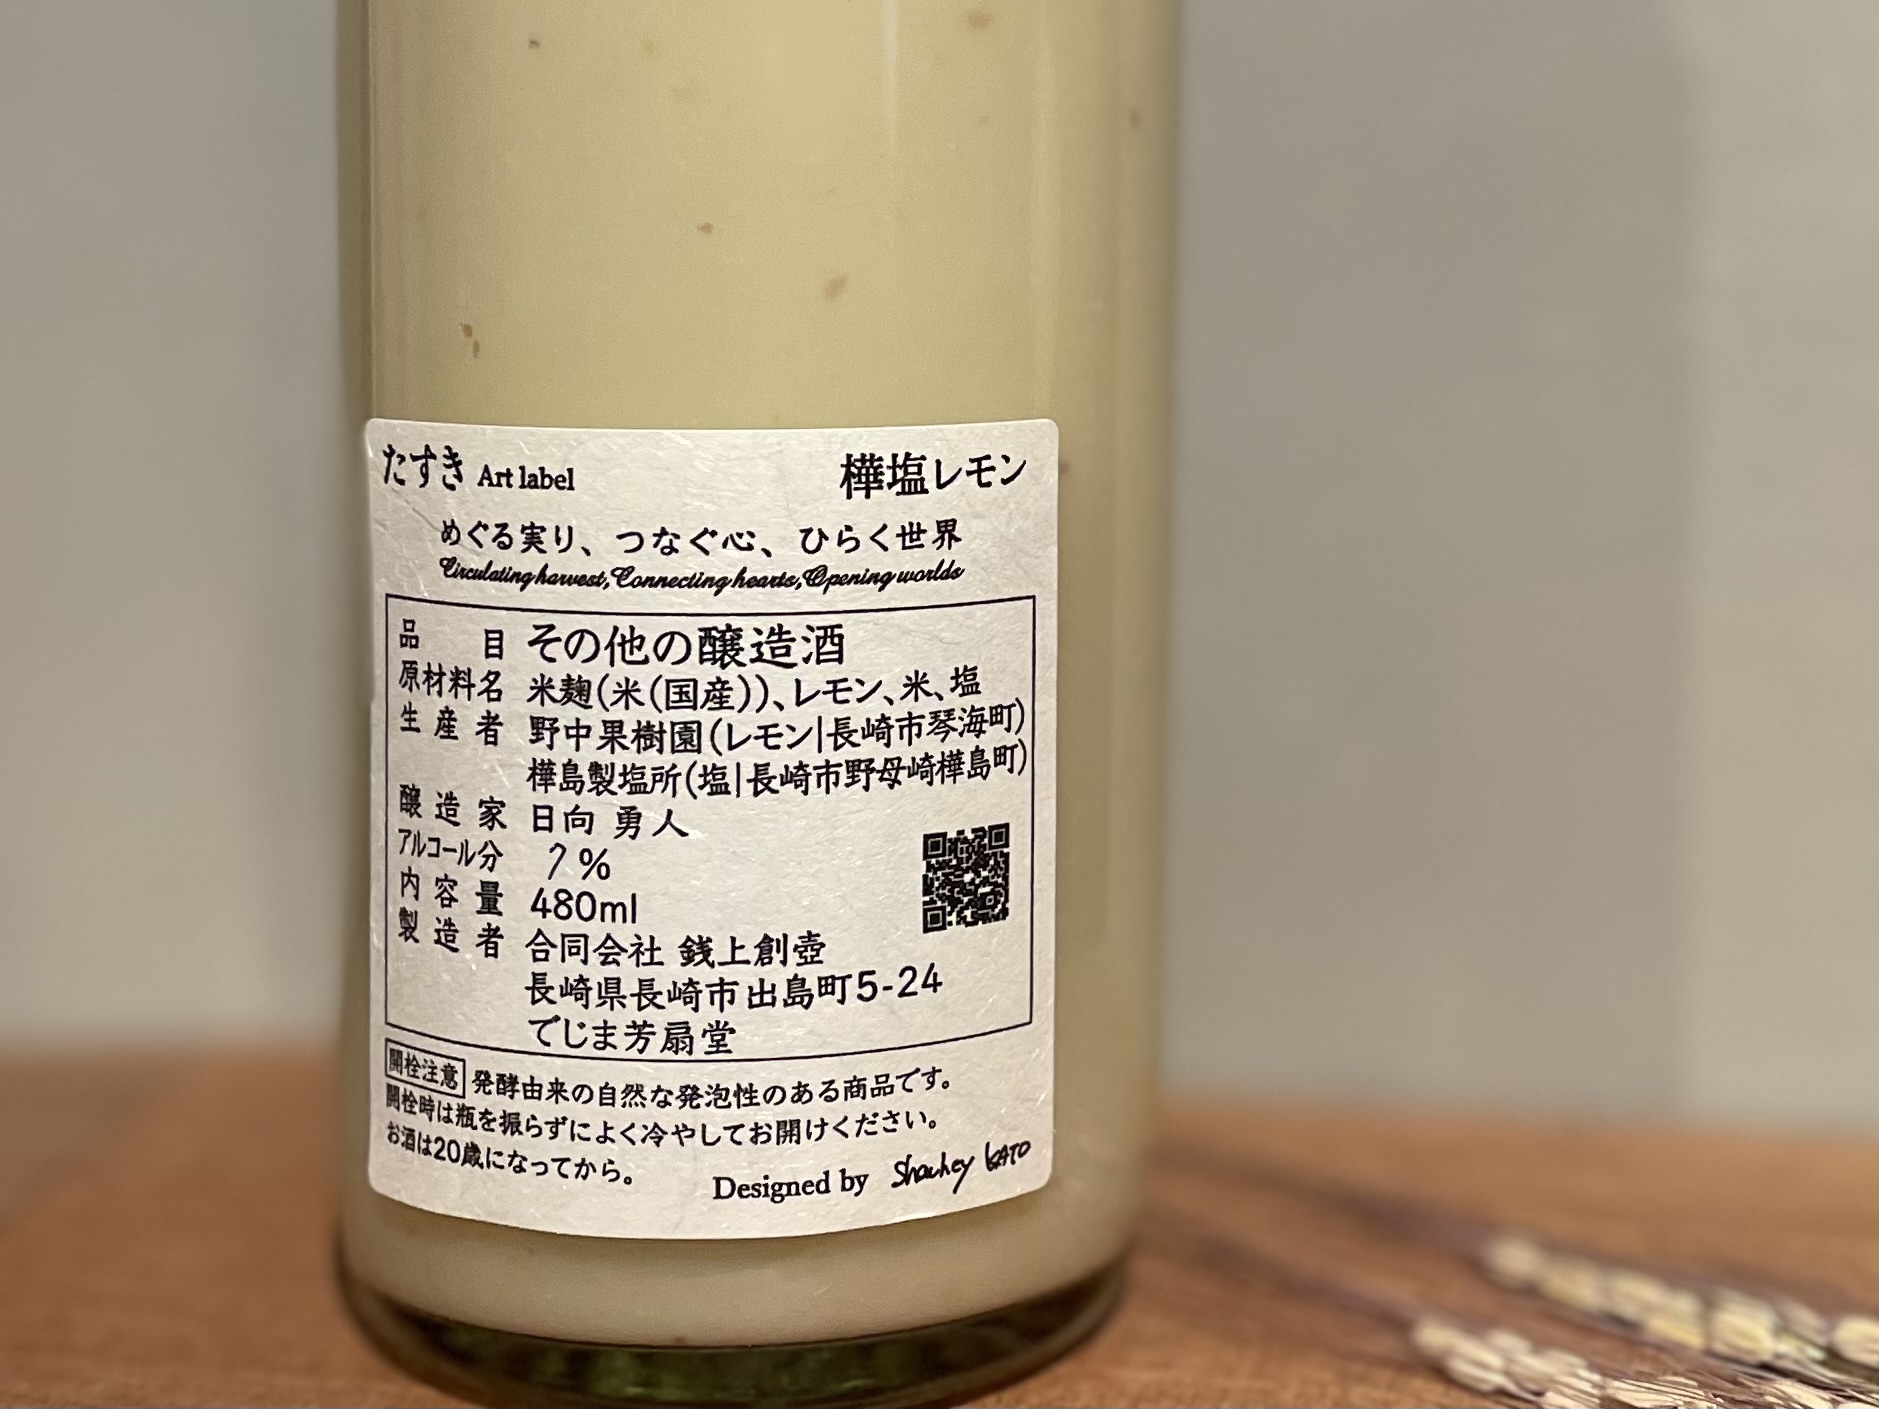 たすき Art label 樺塩レモン
めぐる実り、つなぐ心、ひらく世界
Circulating harvest, Connecting hearts, Opening worlds
品目 その他の醸造酒
原材料名 米麹(米(国産))、レモン、米、塩
生産者 野中果樹園(レモン|長崎市琴海町)
樺島製塩所(塩|長崎市野母崎樺島町)
醸造家 日向 勇人
アルコール分 7%
内容量 480ml
製造者 合同会社 銭上創壺
長崎県長崎市出島町5-24
でじま芳扇堂
開栓注意 発酵由来の自然な発泡性のある商品です。
開栓時は瓶を振らずによく冷やしてお開けください。
お酒は20歳になってから。
Designed by Shachey KATO